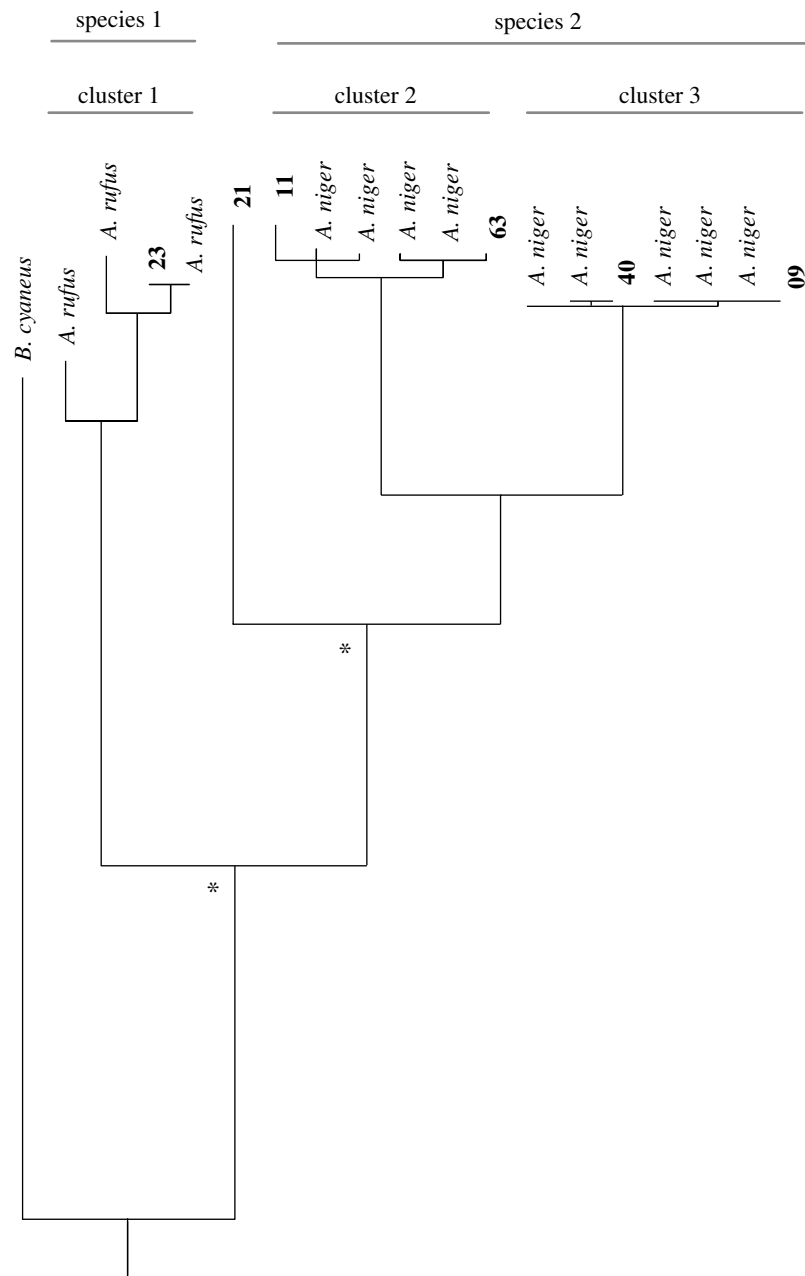 species 1
species 2
cluster 1
cluster 2
cluster 3
B. cyaneus
A. rufus
A. rufus
23
A. rufus
21
11
A. niger
A. niger
A. niger
A. niger
63
A. niger
A. niger
40
A. niger
A. niger
A. niger
09
*
*